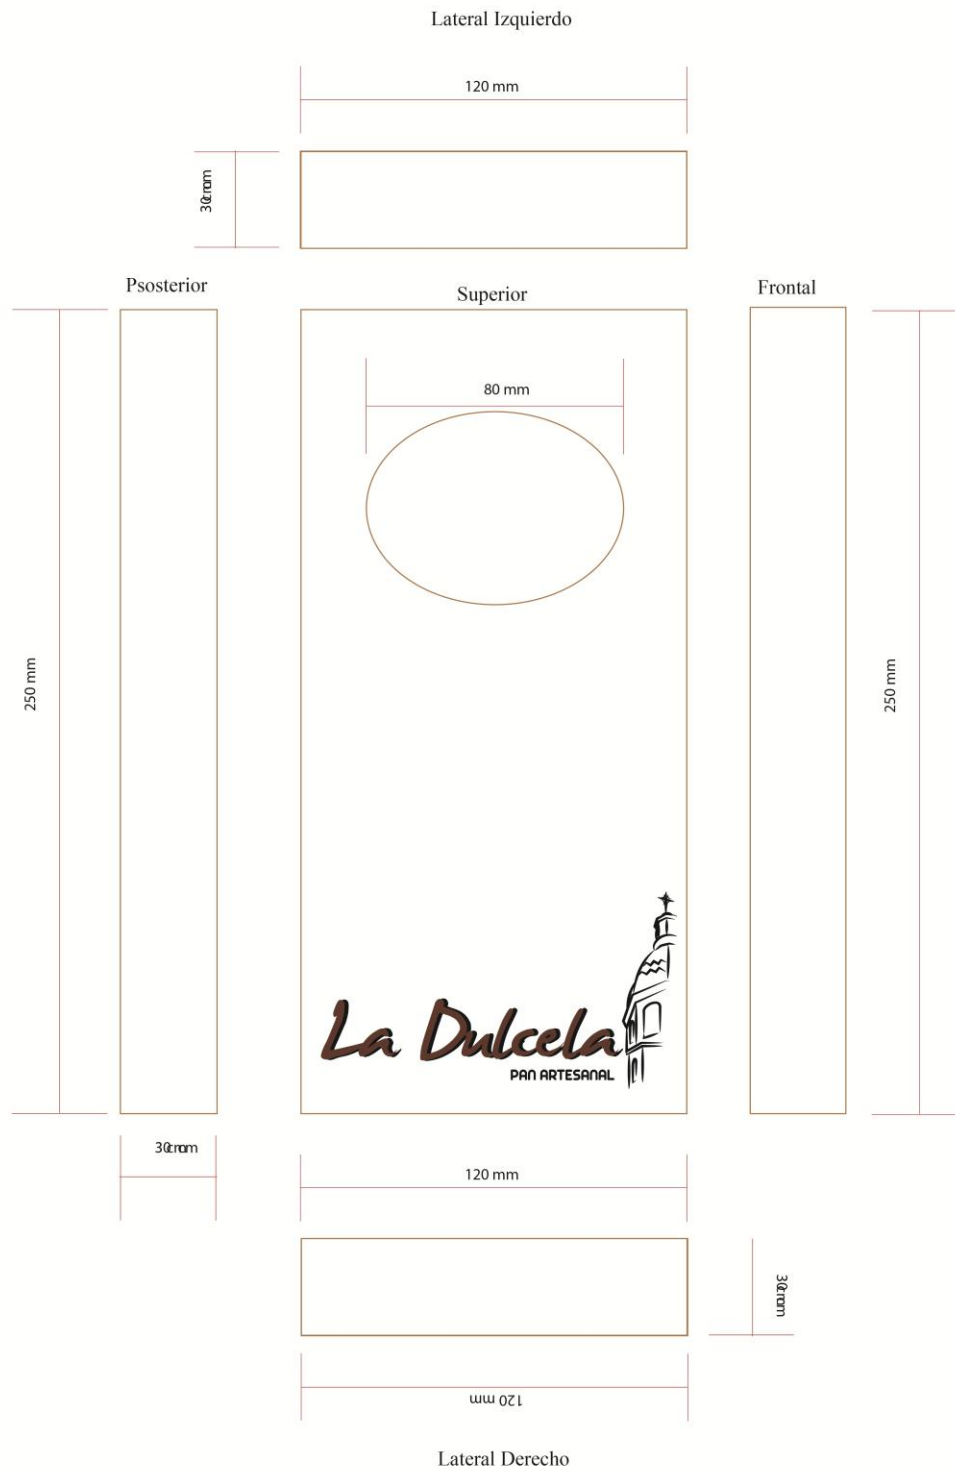 Lateral Izquierdo
120 mm
Psosterior
Superior
Frontal
80 mm
250 mm
250 mm
La Dulcela
PAN ARTESANAL
120 mm
120 mm
Lateral Derecho